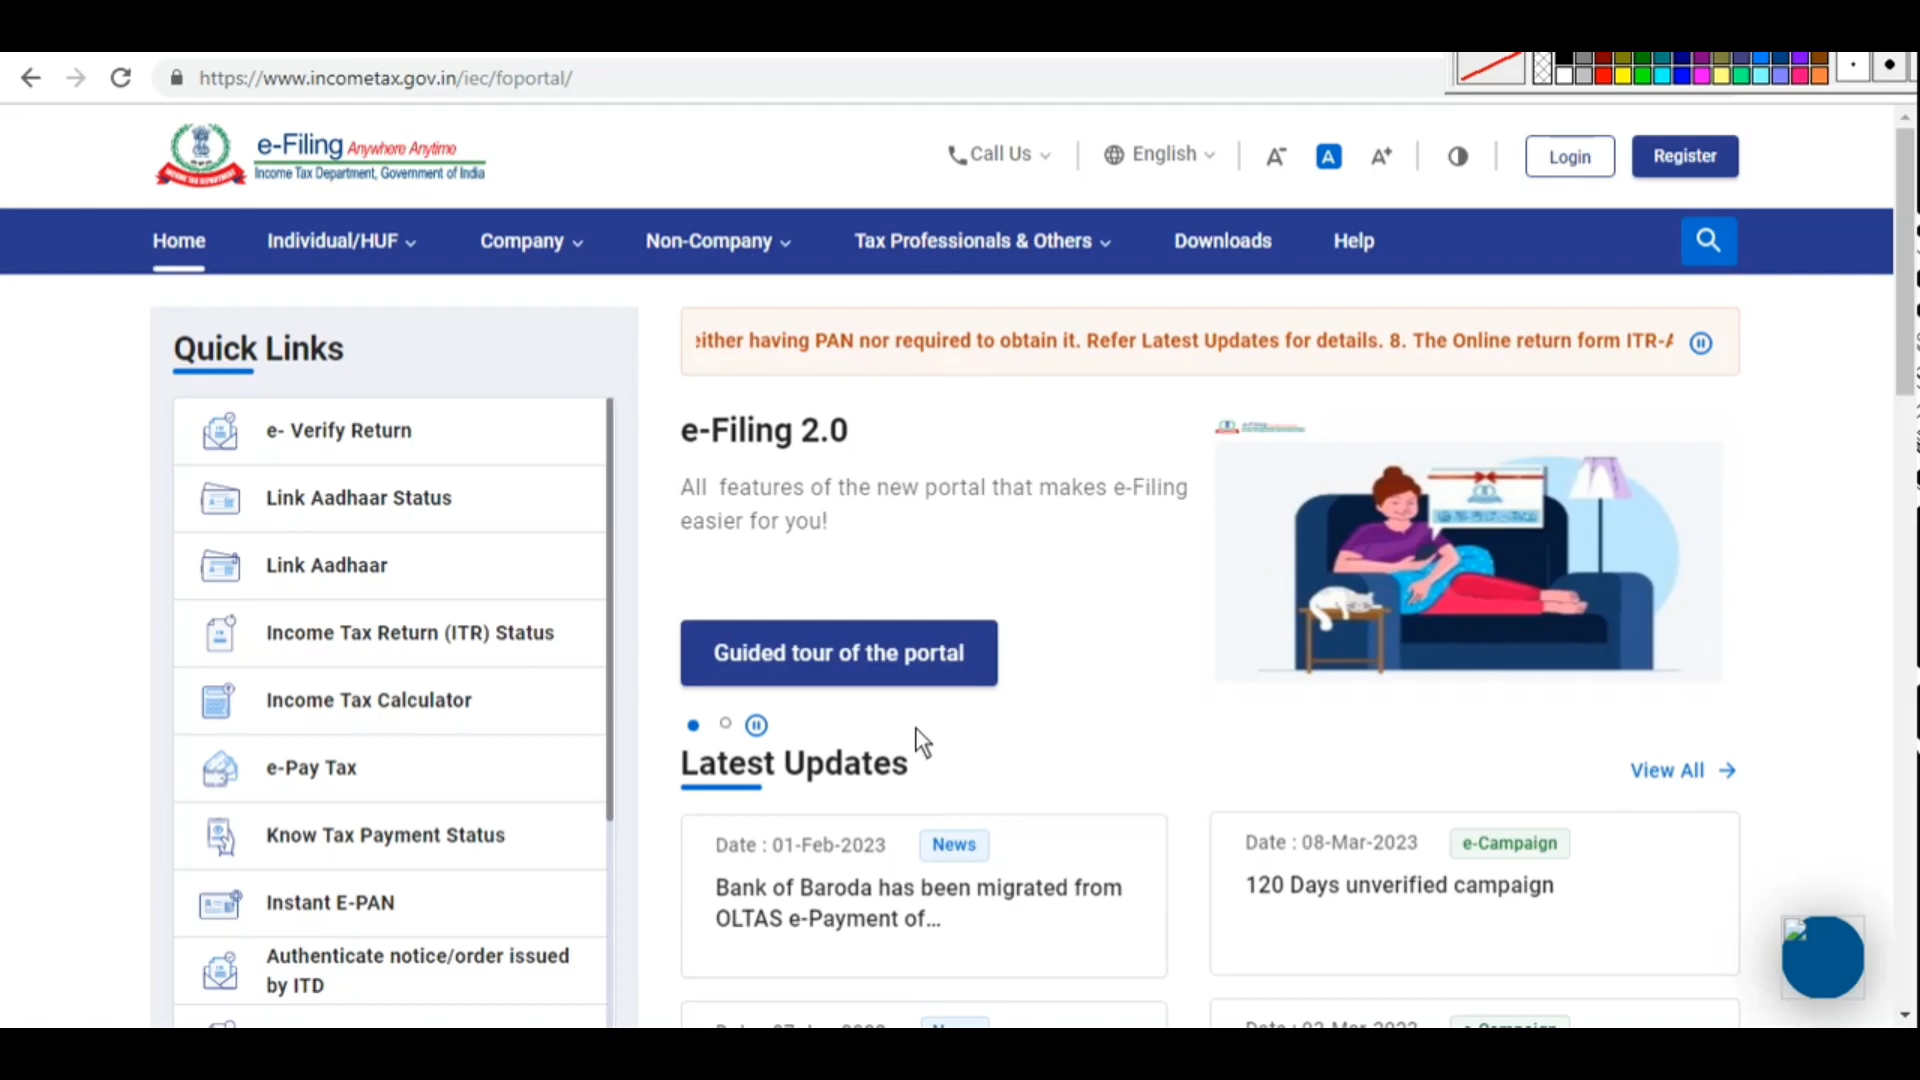 https://www.incometax.gov.in/iec/foportal/
e-Filing Anywhere Anytime
Income Tax Department, Government of India
Call Us
English
A-
A
A+
Login
Register
Home
Individual/HUF
Company
Non-Company
Tax Professionals & Others
Downloads
Help
Quick Links
e- Verify Return
Link Aadhaar Status
Link Aadhaar
Income Tax Return (ITR) Status
Income Tax Calculator
e-Pay Tax
Know Tax Payment Status
Instant E-PAN
Authenticate notice/order issued
by ITD
either having PAN nor required to obtain it. Refer Latest Updates for details. 8. The Online return form ITR-
e-Filing 2.0
All features of the new portal that makes e-Filing
easier for you!
Guided tour of the portal
Latest Updates
View All
Date : 01-Feb-2023
News
Bank of Baroda has been migrated from
OLTAS e-Payment of...
Date : 08-Mar-2023
e-Campaign
120 Days unverified campaign